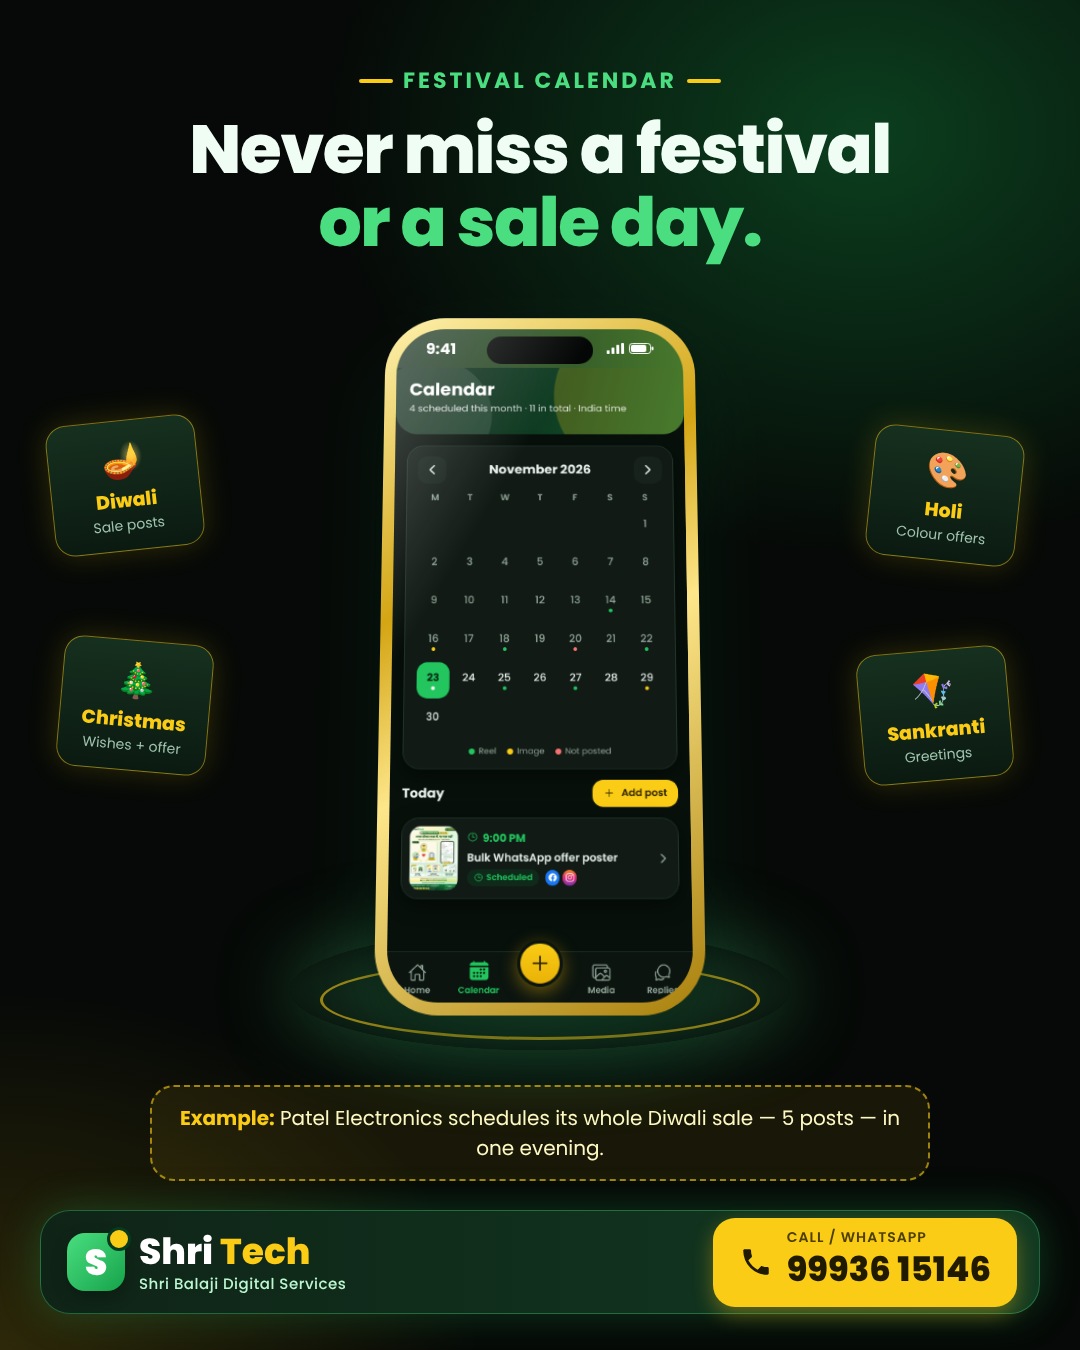 FESTIVAL CALENDAR
Never miss a festival
or a sale day.
9:41
Calendar
4 scheduled this month · 11 in total · India time
November 2026
M T W T F S S
1
2 3 4 5 6 7 8
9 10 11 12 13 14 15
16 17 18 19 20 21 22
23 24 25 26 27 28 29
30
Reel Image Not posted
Today
+ Add post
9:00 PM
Bulk WhatsApp offer poster
Scheduled
Home Calendar + Media Replies
Diwali
Sale posts
Christmas
Wishes + offer
Holi
Colour offers
Sankranti
Greetings
Example: Patel Electronics schedules its whole Diwali sale — 5 posts — in
one evening.
S
Shri Tech
Shri Balaji Digital Services
CALL / WHATSAPP
99936 15146